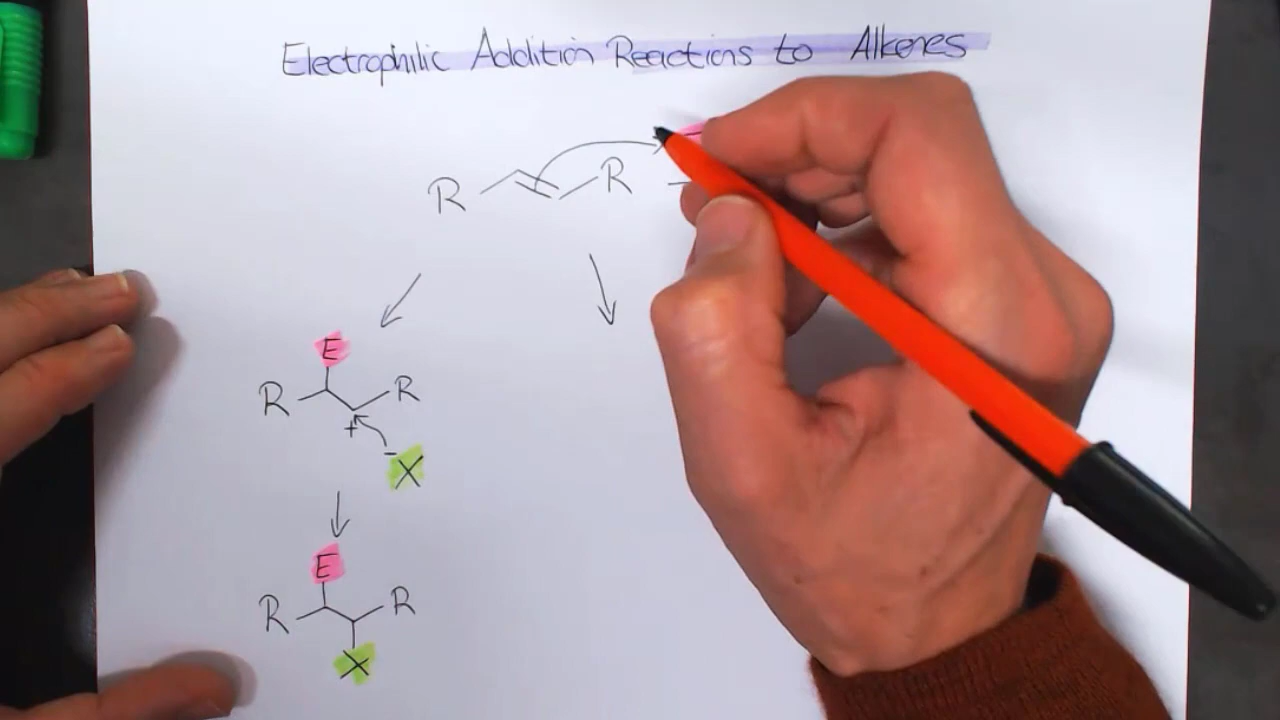 Electrophilic Addition Reactions to Alkenes
R R
E
R R
+
- X
E
R R
X